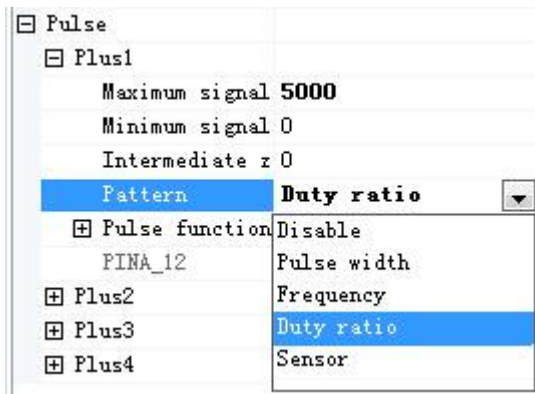 Pulse
Plus1
Maximum signal 5000
Minimum signal 0
Intermediate z 0
Pattern Duty ratio
Pulse function Disable
PINA_12 Pulse width
Plus2 Frequency
Plus3 Duty ratio
Plus4 Sensor